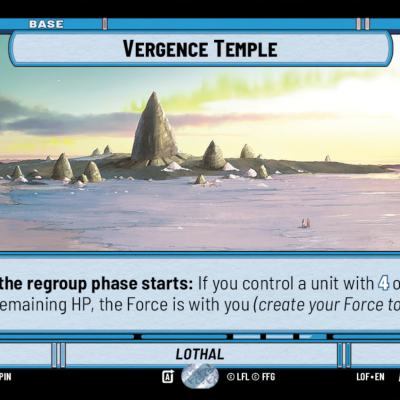 BASE
VERGENCE TEMPLE
the regroup phase starts: If you control a unit with 4 o
emaining HP, the Force is with you (create your Force to
LOTHAL
PIN A © LFL © FFG LOF • EN